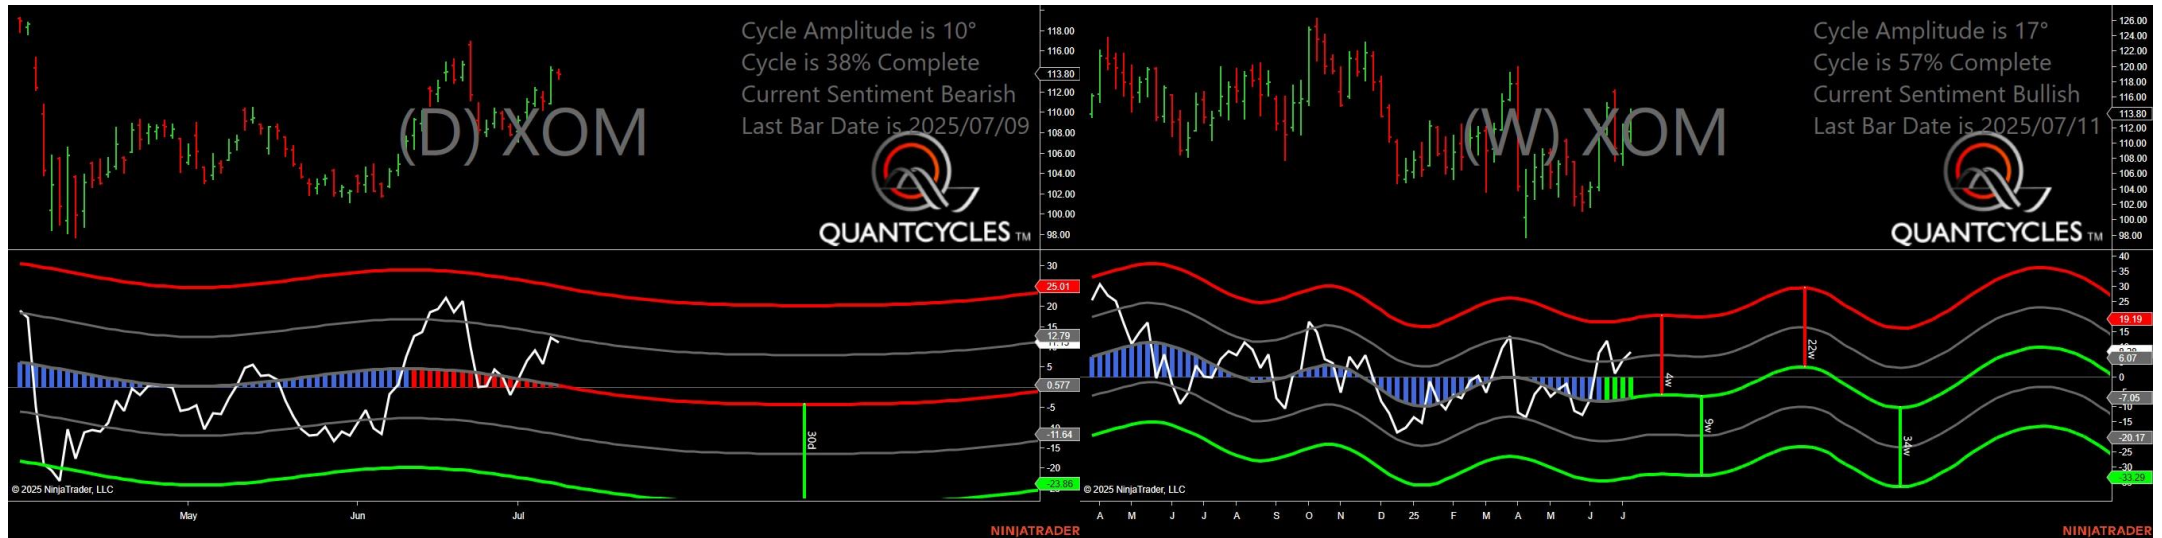 Cycle Amplitude is 10°
Cycle is 38% Complete
Current Sentiment Bearish
Last Bar Date is 2025/07/09
(D) XOM
QUANTCYCLES TM
118.00
116.00
113.80
112.00
110.00
108.00
106.00
104.00
102.00
100.00
98.00
30
25.01
20
15
12.79
5
0.577
-5
-11.64
-15
-20
-23.86
30d
© 2025 NinjaTrader, LLC
May
Jun
Jul
NINJATRADER
Cycle Amplitude is 17°
Cycle is 57% Complete
Current Sentiment Bullish
Last Bar Date is 2025/07/11
(W) XOM
QUANTCYCLES TM
126.00
124.00
122.00
120.00
118.00
116.00
113.80
112.00
110.00
108.00
106.00
104.00
102.00
100.00
98.00
40
35
30
25
19.19
15
6.07
0
-7.05
-10
-15
-20.17
-25
-30
-33.29
4w
9w
22w
34w
© 2025 NinjaTrader, LLC
A
M
J
J
A
S
O
N
D
25
F
M
A
M
J
J
NINJATRADER